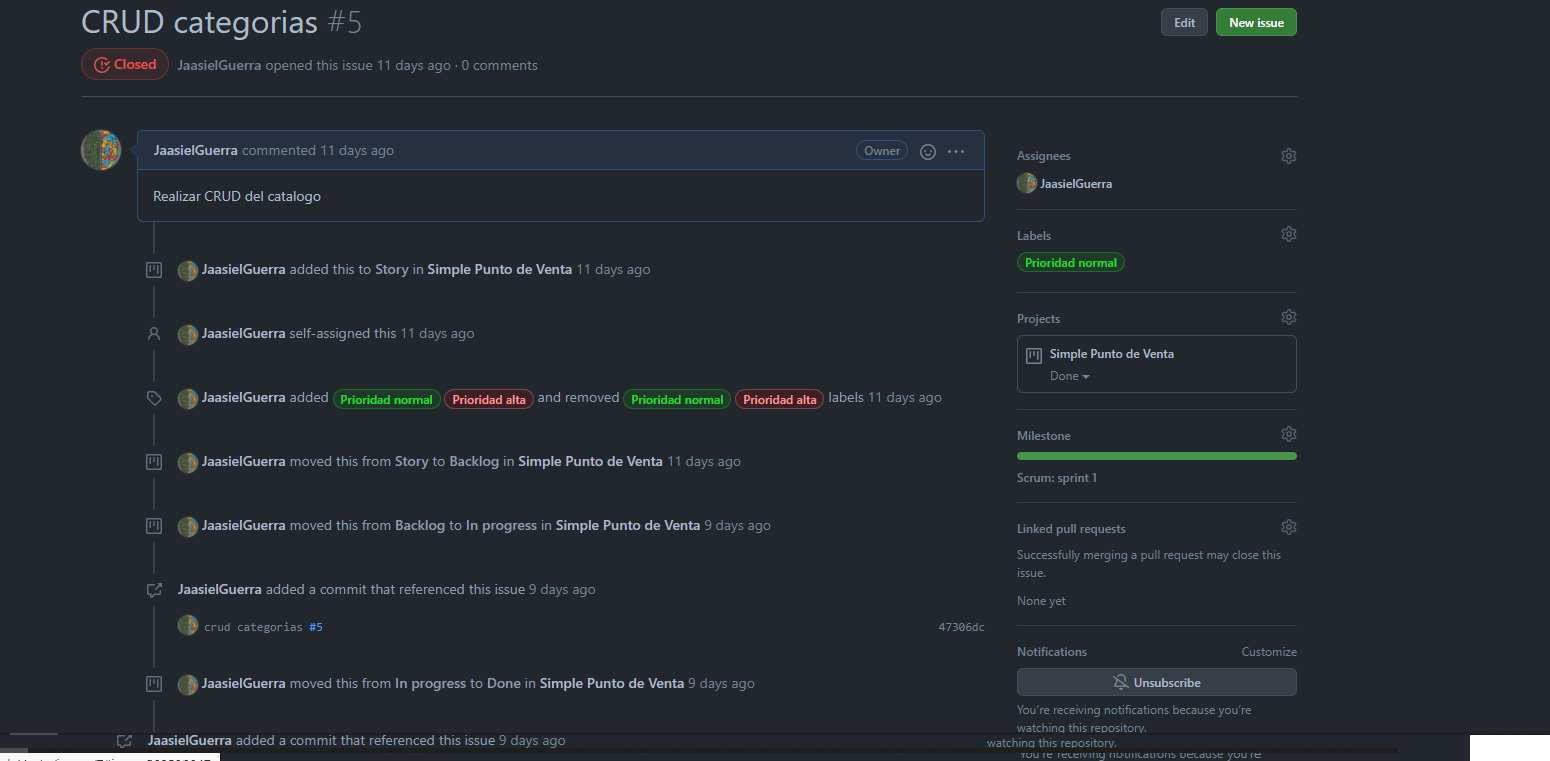 CRUD categorias #5
Edit
New issue
Closed
JaasielGuerra opened this issue 11 days ago · 0 comments
JaasielGuerra commented 11 days ago
Owner
Realizar CRUD del catalogo
JaasielGuerra added this to Story in Simple Punto de Venta 11 days ago
JaasielGuerra self-assigned this 11 days ago
JaasielGuerra added Prioridad normal Prioridad alta and removed Prioridad normal Prioridad alta labels 11 days ago
JaasielGuerra moved this from Story to Backlog in Simple Punto de Venta 11 days ago
JaasielGuerra moved this from Backlog to In progress in Simple Punto de Venta 9 days ago
JaasielGuerra added a commit that referenced this issue 9 days ago
crud categorias #5
47306dc
JaasielGuerra moved this from In progress to Done in Simple Punto de Venta 9 days ago
JaasielGuerra added a commit that referenced this issue 9 days ago
Assignees
JaasielGuerra
Labels
Prioridad normal
Projects
Simple Punto de Venta
Done
Milestone
Scrum: sprint 1
Linked pull requests
Successfully merging a pull request may close this
issue.
None yet
Notifications
Customize
Unsubscribe
You're receiving notifications because you're
watching this repository.
watching this repository.
You're receiving notifications because you're